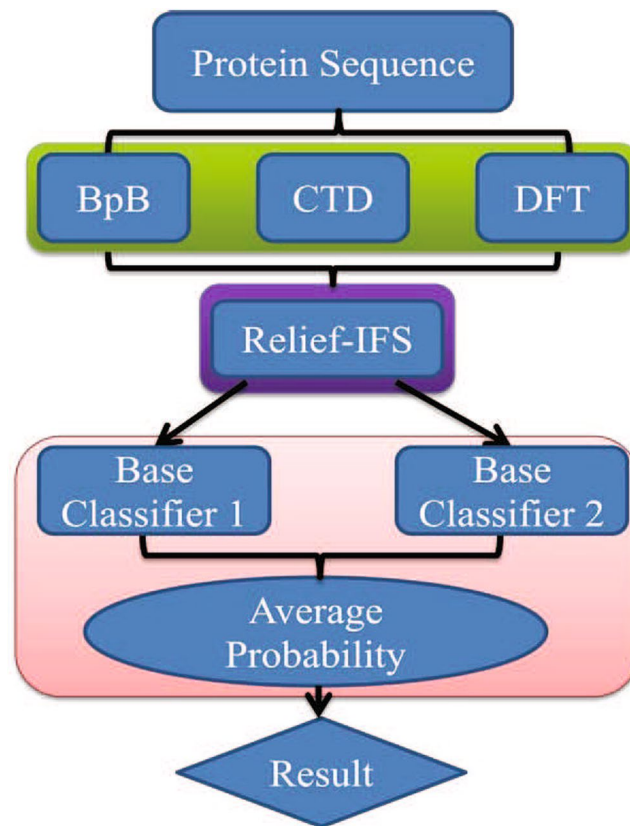 Protein Sequence
BpB CTD DFT
Relief-IFS
Base Base
Classifier 1 Classifier 2
Average
Probability
Result